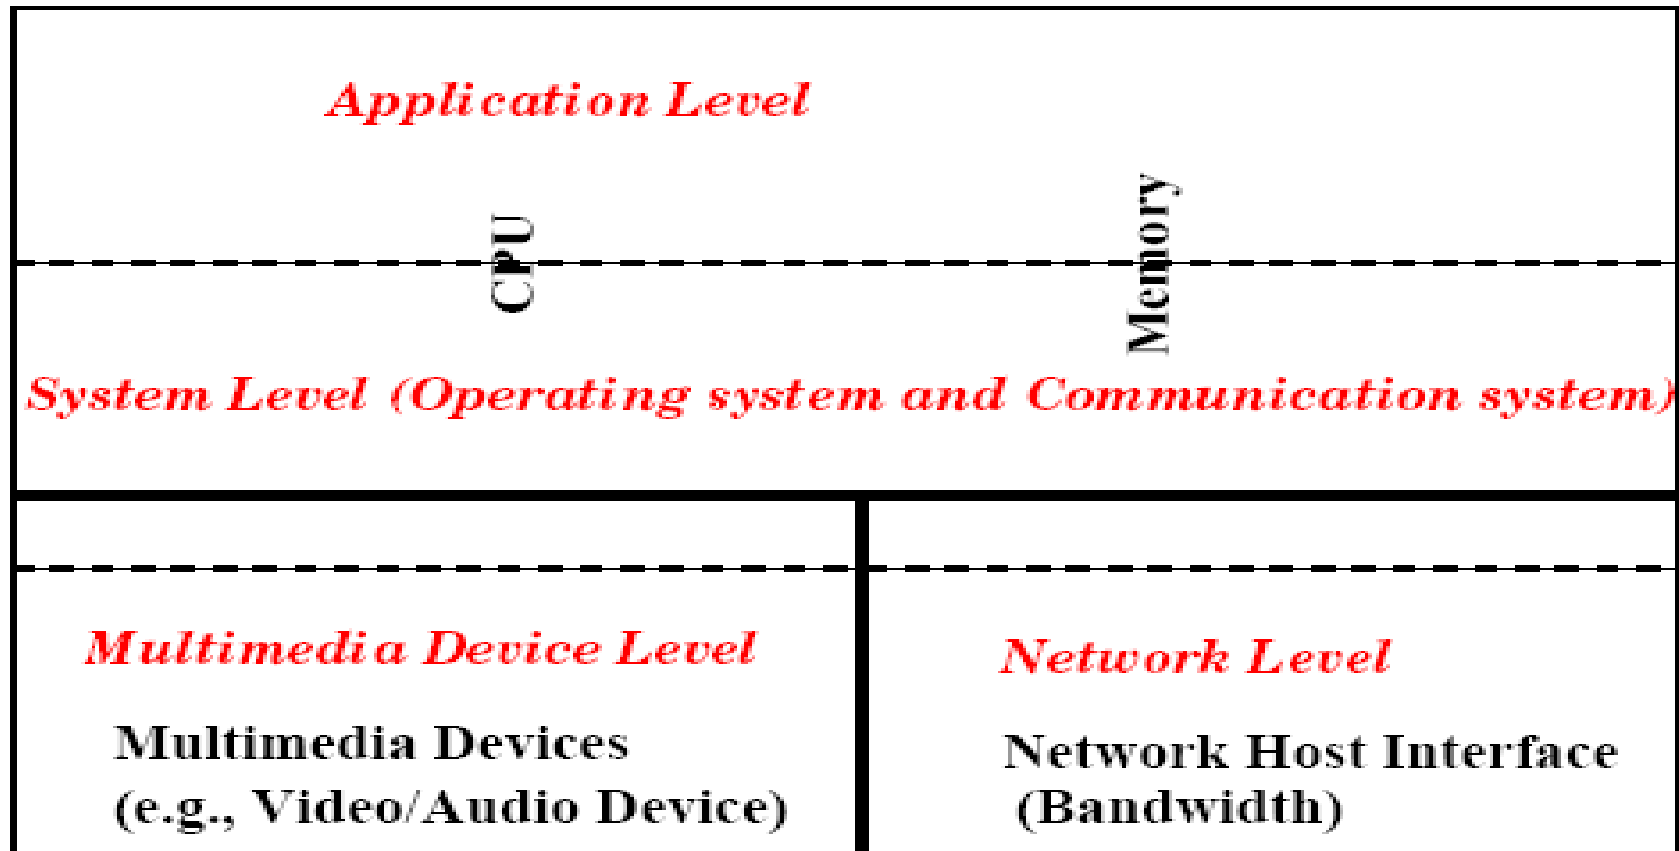 Application Level
CPU
Memory
System Level (Operating system and Communication system)
Multimedia Device Level
Multimedia Devices
(e.g., Video/Audio Device)
Network Level
Network Host Interface
(Bandwidth)